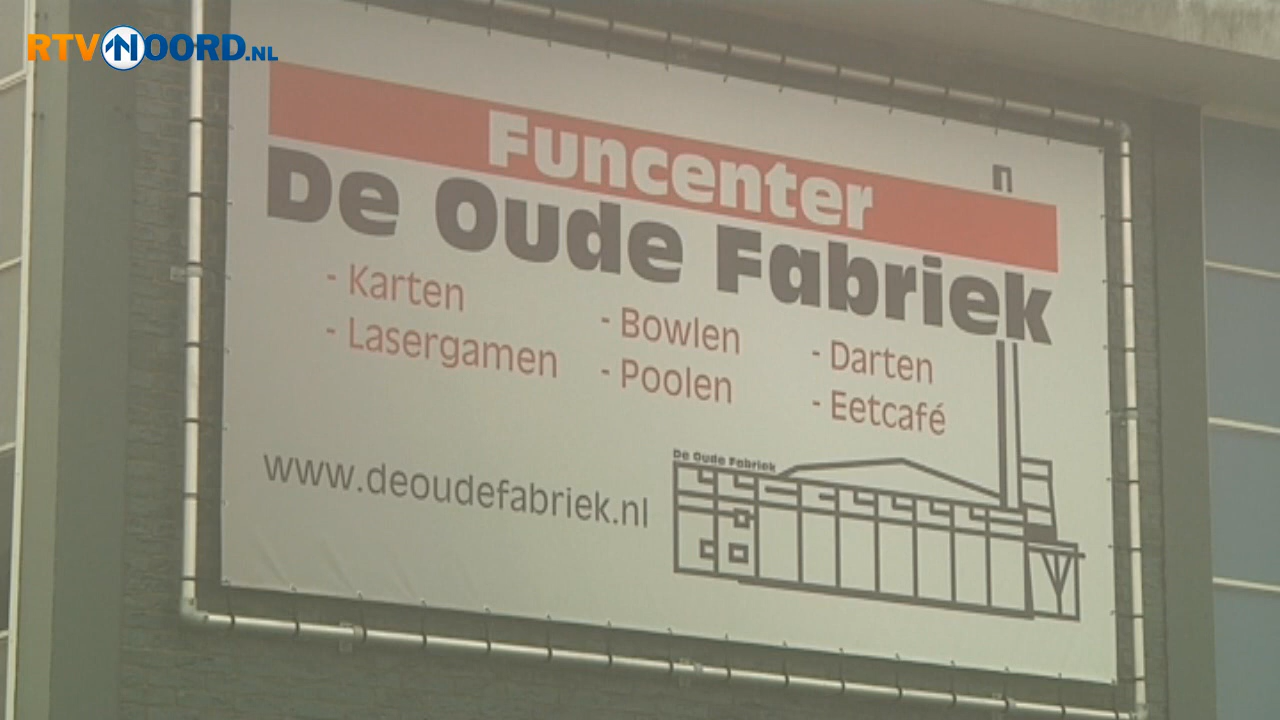 RTVNOORD.NL
Funcenter
De Oude Fabriek
- Karten - Bowlen - Darten
- Lasergamen - Poolen - Eetcafé
www.deoudefabriek.nl
De Oude Fabriek